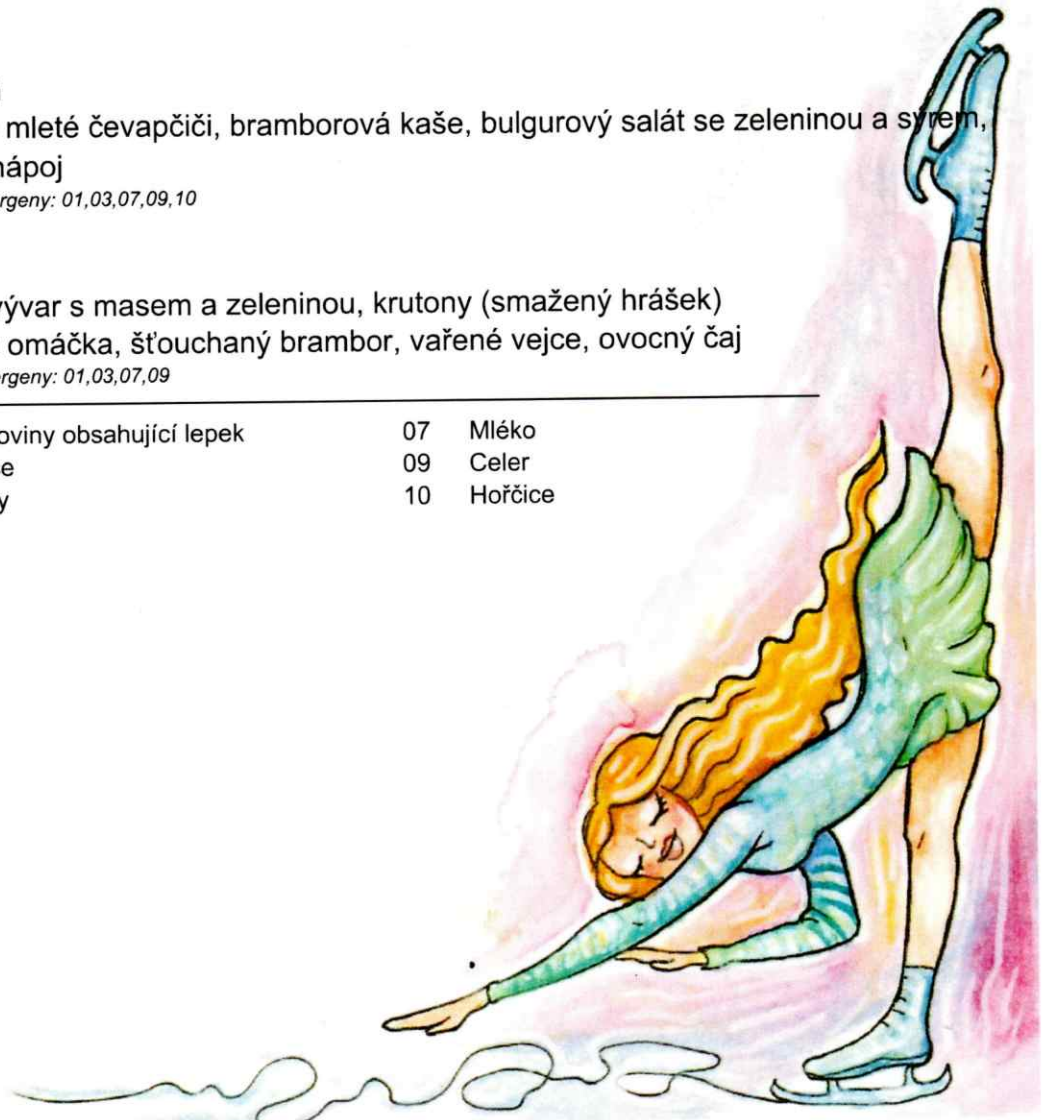 mleté čevapčiči, bramborová kaše, bulgurový salát se zeleninou a sýrem,
nápoj
rgeny: 01,03,07,09,10
vývar s masem a zeleninou, krutony (smažený hrášek)
omáčka, šťouchaný brambor, vařené vejce, ovocný čaj
rgeny: 01,03,07,09
oviny obsahující lepek 07 Mléko
e 09 Celer
y 10 Hořčice